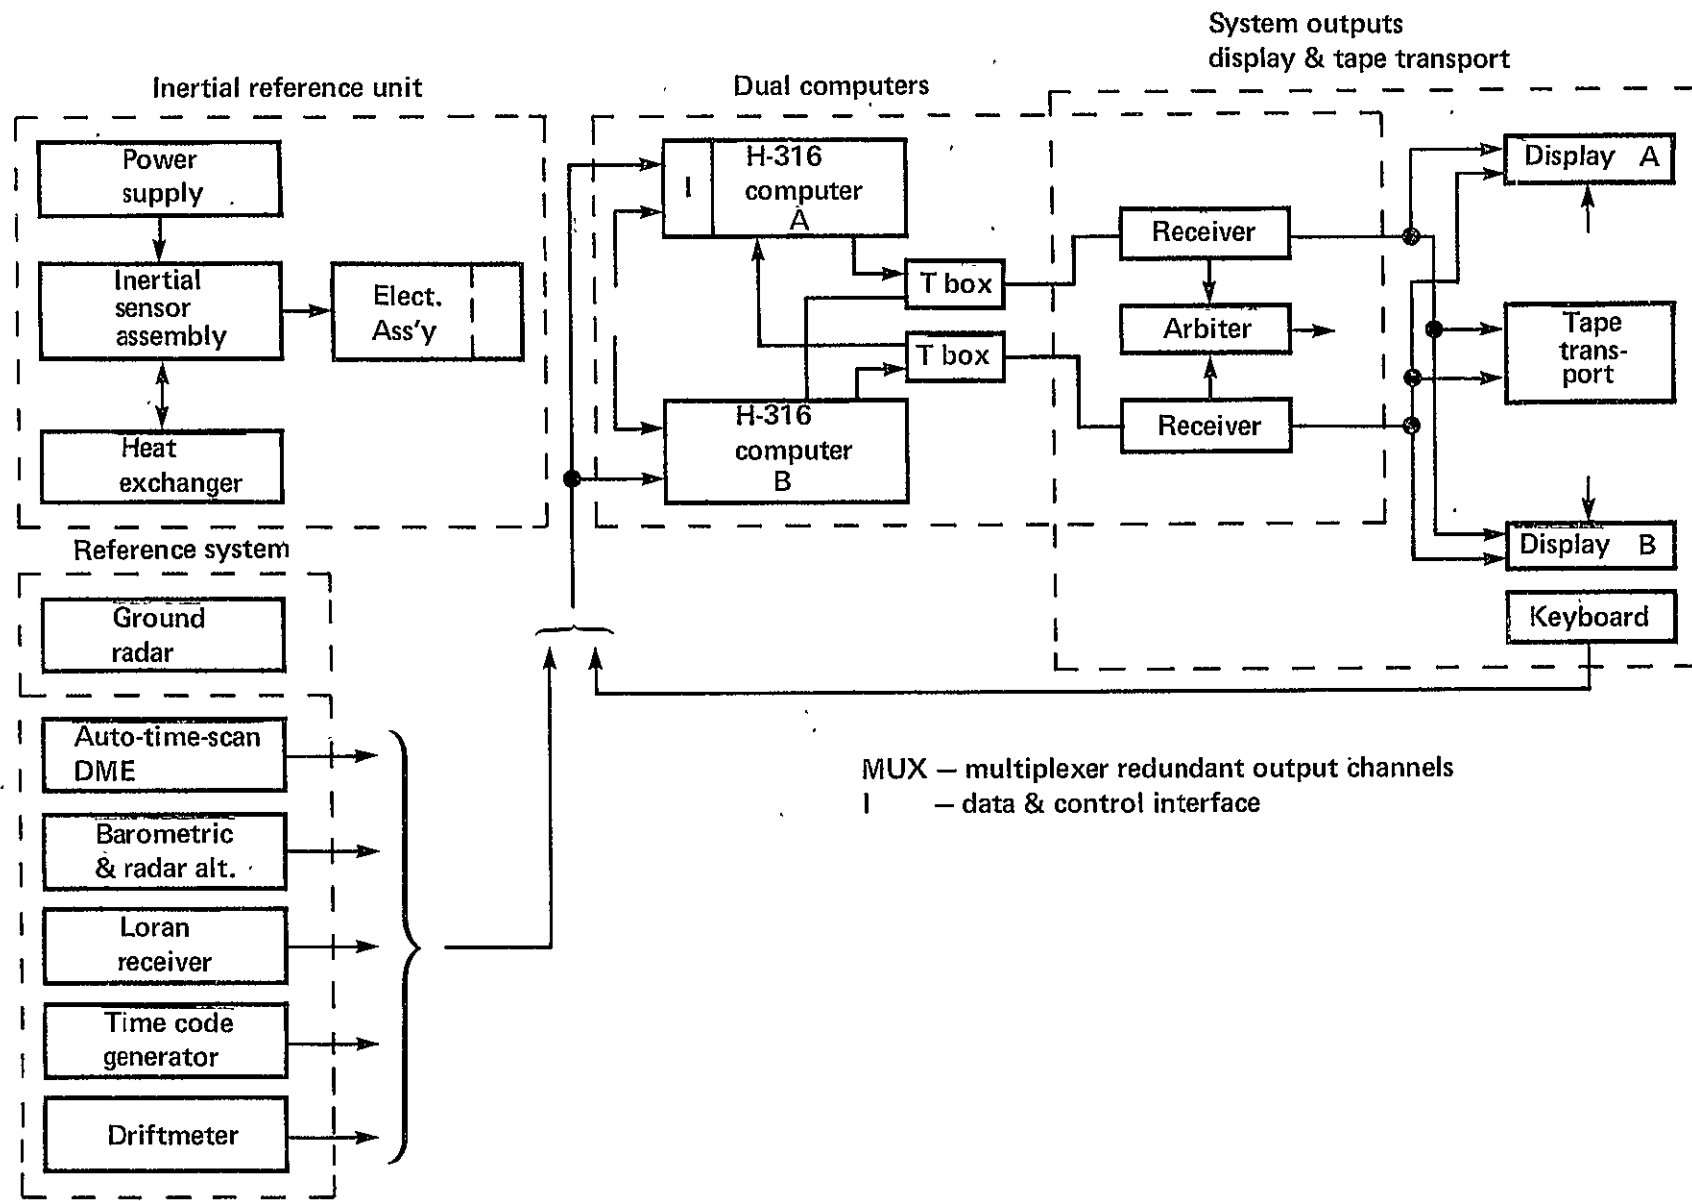 System outputs
display & tape transport
Inertial reference unit
Dual computers
Power
supply
Inertial
sensor
assembly
Elect.
Ass'y
Heat
exchanger
I
H-316
computer
A
T box
T box
H-316
computer
B
Receiver
Arbiter
Receiver
Display A
Tape
trans-
port
Display B
Keyboard
Reference system
Ground
radar
Auto-time-scan
DME
Barometric
& radar alt.
Loran
receiver
Time code
generator
Driftmeter
MUX – multiplexer redundant output channels
I – data & control interface